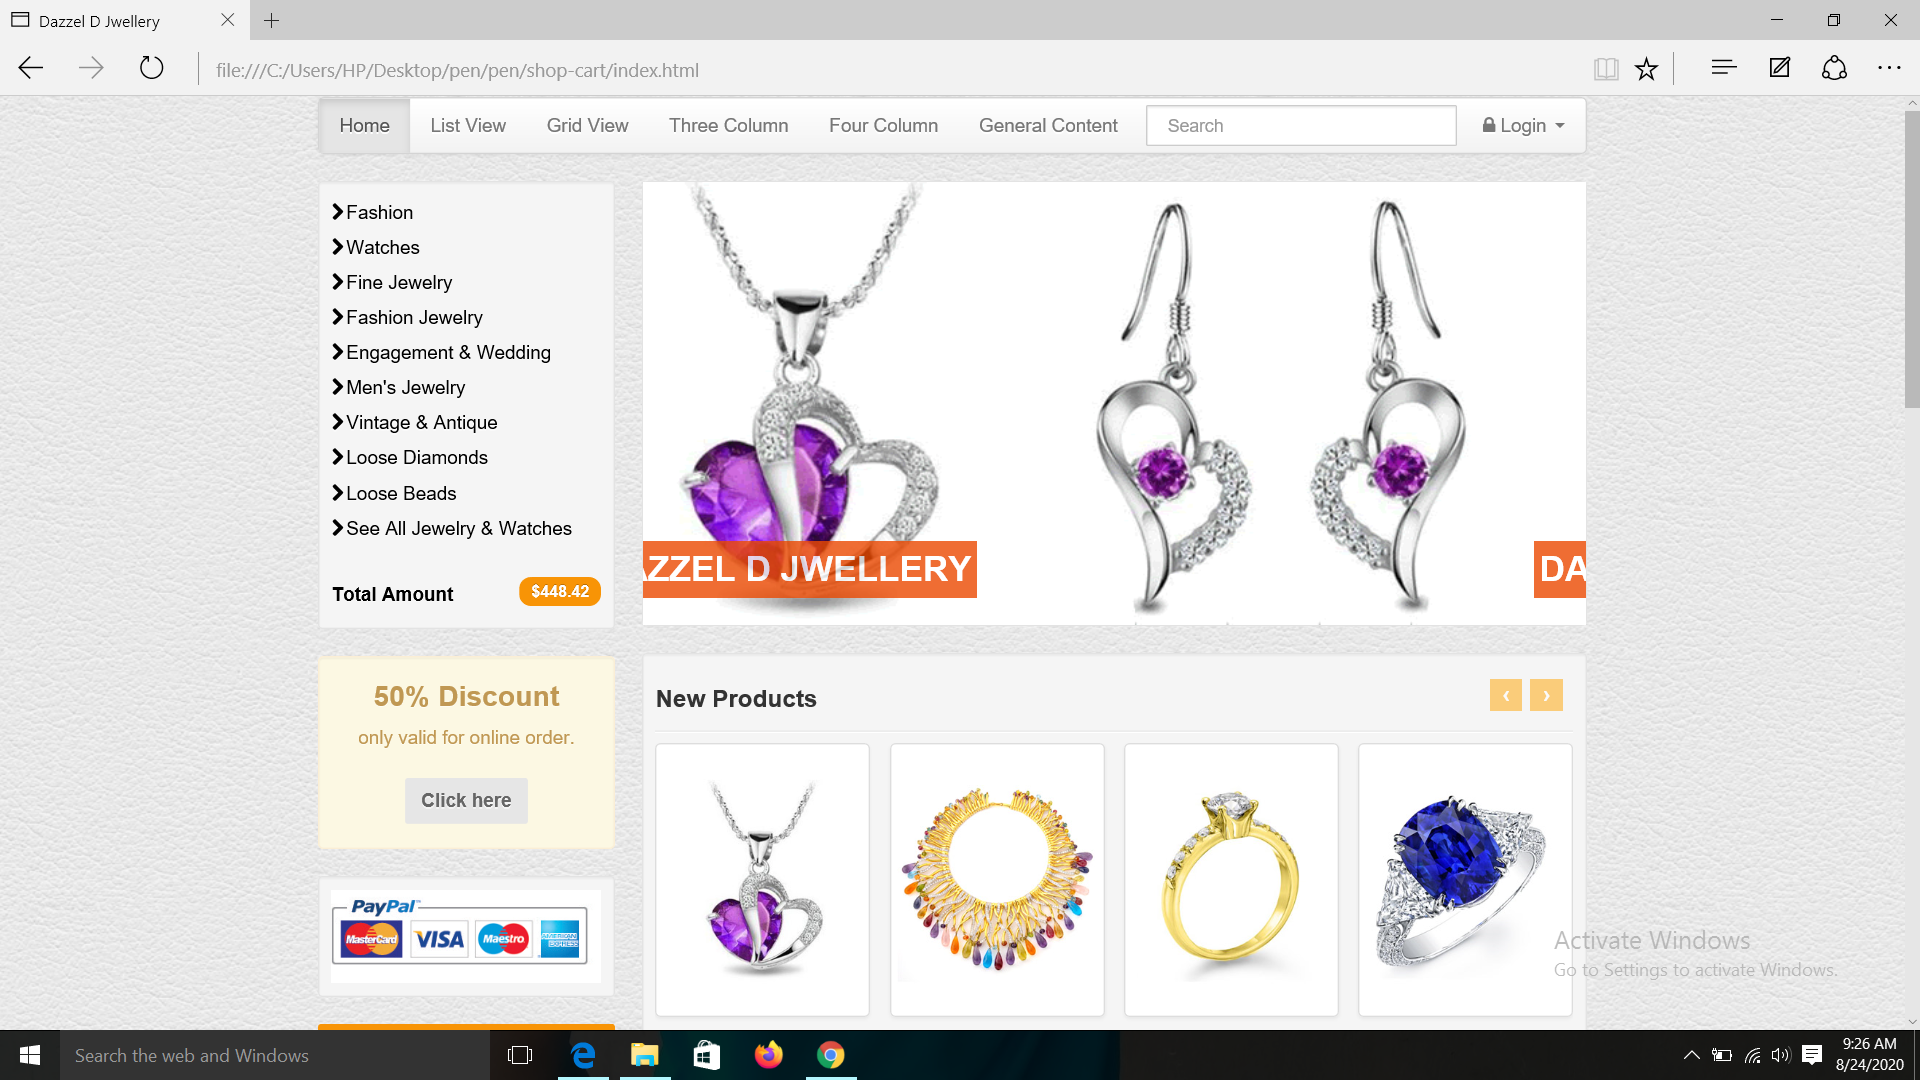 Dazzel D Jwellery
file:///C:/Users/HP/Desktop/pen/pen/shop-cart/index.html
Home List View Grid View Three Column Four Column General Content Search Login
Fashion
Watches
Fine Jewelry
Fashion Jewelry
Engagement & Wedding
Men's Jewelry
Vintage & Antique
Loose Diamonds
Loose Beads
See All Jewelry & Watches
Total Amount $448.42
AZZEL D JWELLERY DA
50% Discount
only valid for online order.
Click here
New Products
PayPal
MasterCard VISA Maestro AMERICAN EXPRESS
Activate Windows
Go to Settings to activate Windows.
Search the web and Windows
9:26 AM
8/24/2020